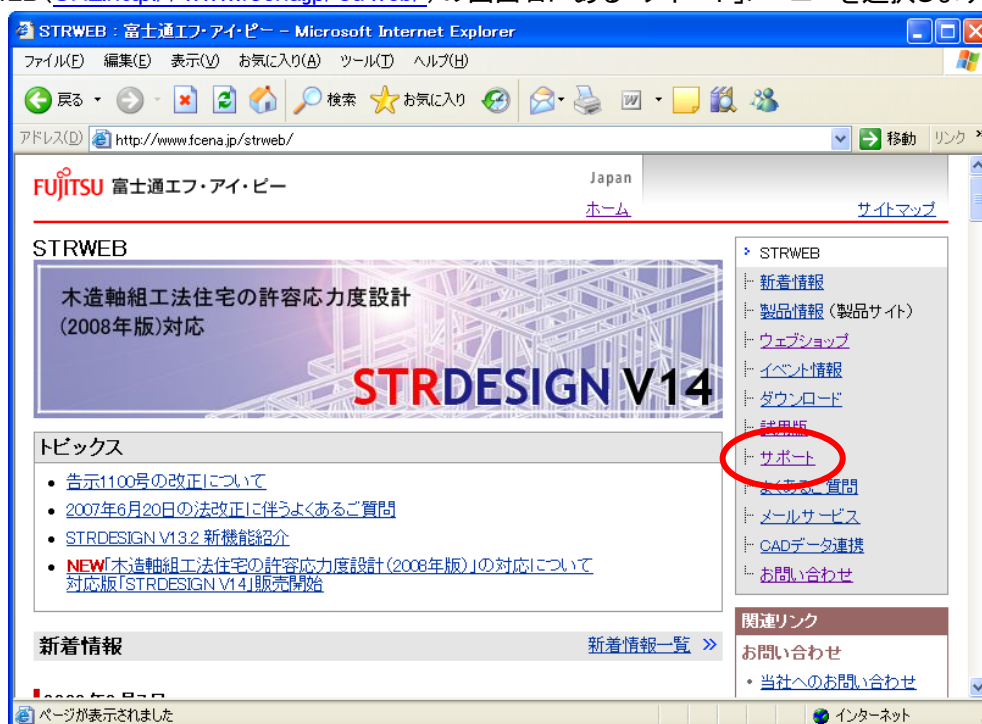 STRWEB : 富士通エフ・アイ・ピー – Microsoft Internet Explorer
ファイル(F) 編集(E) 表示(V) お気に入り(A) ツール(T) ヘルプ(H)
戻る 検索 お気に入り
アドレス(D) http://www.fcena.jp/strweb/ 移動 リンク »
FUJITSU 富士通エフ・アイ・ピー
Japan
ホーム サイトマップ
STRWEB
木造軸組工法住宅の許容応力度設計
(2008年版)対応
STRDESIGN V14
トピックス
• 告示1100号の改正について
• 2007年6月20日の法改正に伴うよくあるご質問
• STRDESIGN V13.2 新機能紹介
• NEW「木造軸組工法住宅の許容応力度設計(2008年版)」の対応について
対応版「STRDESIGN V14」販売開始
新着情報 新着情報一覧 »
STRWEB
新着情報
製品情報 (製品サイト)
ウェブショップ
イベント情報
ダウンロード
試用版
サポート
よくあるご質問
メールサービス
CADデータ連携
お問い合わせ
関連リンク
お問い合わせ
• 当社へのお問い合わせ
ページが表示されました インターネット